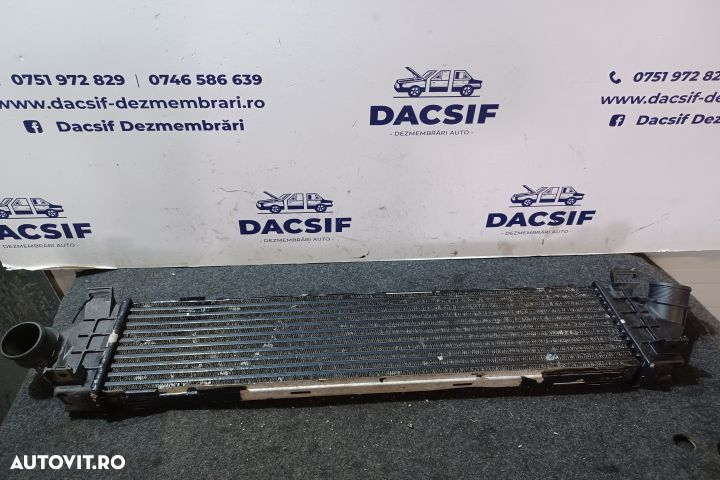 0751 972 829 | 0746 586 639
www.dacsif-dezmembrari.ro
Dacsif Dezmembrări
DACSIF
- DEZMEMBRĂRI AUTO -
0751 972 82
www.dacsif-dezmem
Dacsif De
DACSIF
DEZMEMBRĂRI AUTO -
DACSIF
- DEZMEMBRĂRI AUTO -
DACSIF
- DEZMEMBRĂRI AUTO -
AUTOVIT.RO